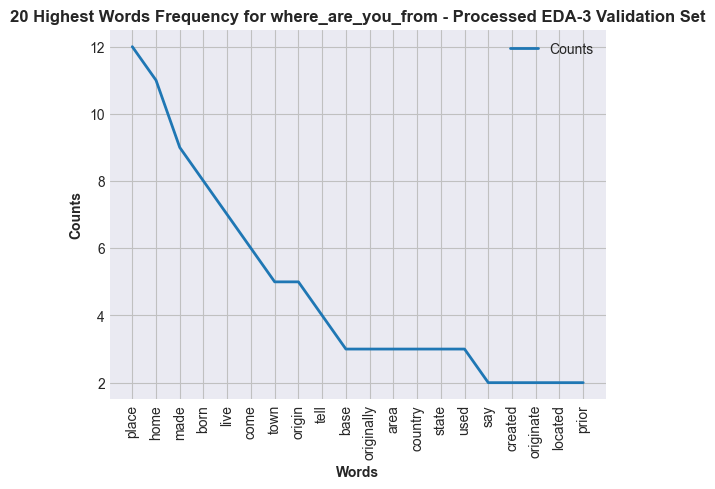 20 Highest Words Frequency for where_are_you_from - Processed EDA-3 Validation Set
Counts
12
10
8
6
4
2
Counts
place
home
made
born
live
come
town
origin
tell
base
originally
area
country
state
used
say
created
originate
located
prior
Words